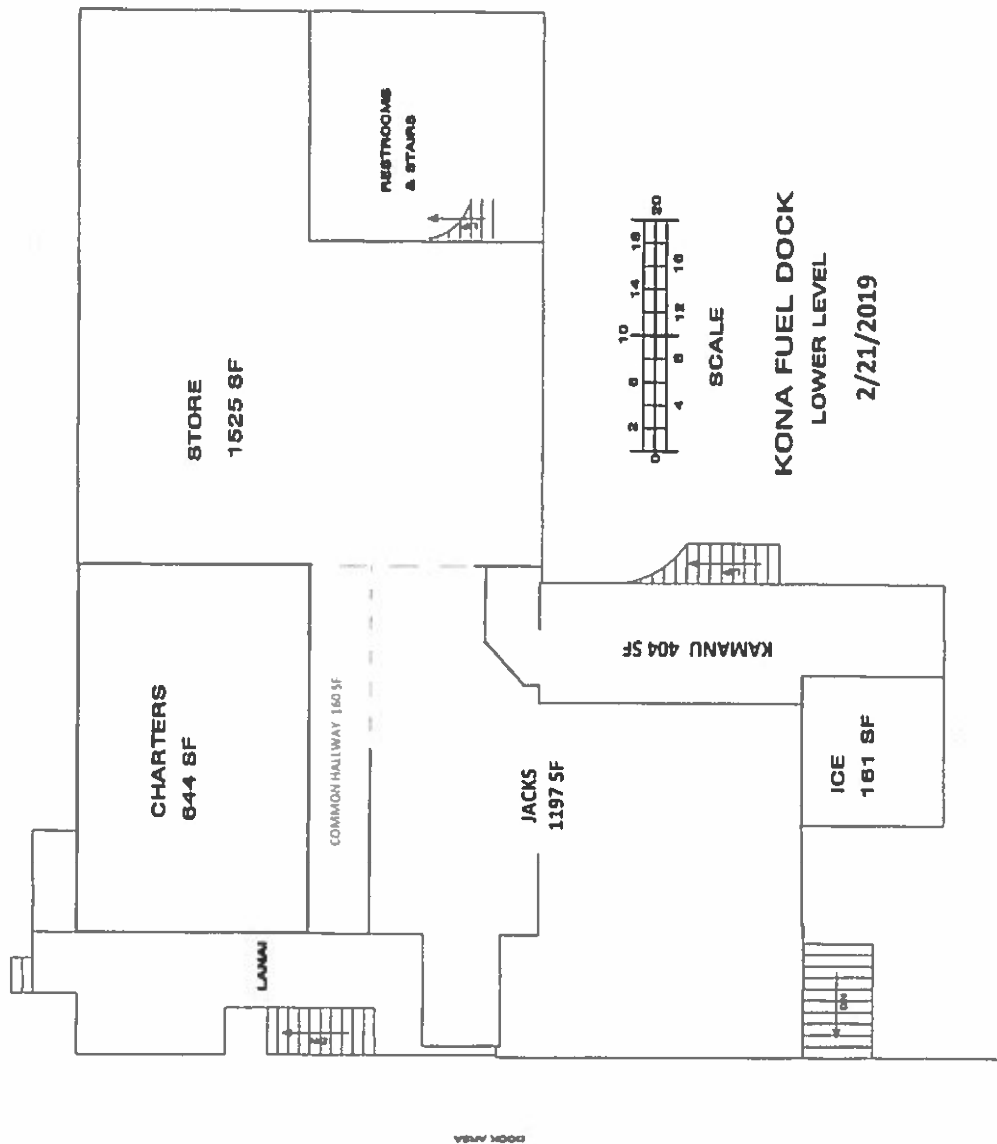 STORE
1525 SF
RESTROOMS
& STAIRS
CHARTERS
644 SF
COMMON HALLWAY 160 SF
LANAI
JACKS
1197 SF
KAMANU 404 SF
ICE
161 SF
DN
DOCK AREA
10
2 6 14 18
0 20
4 8 12 16
SCALE
KONA FUEL DOCK
LOWER LEVEL
2/21/2019